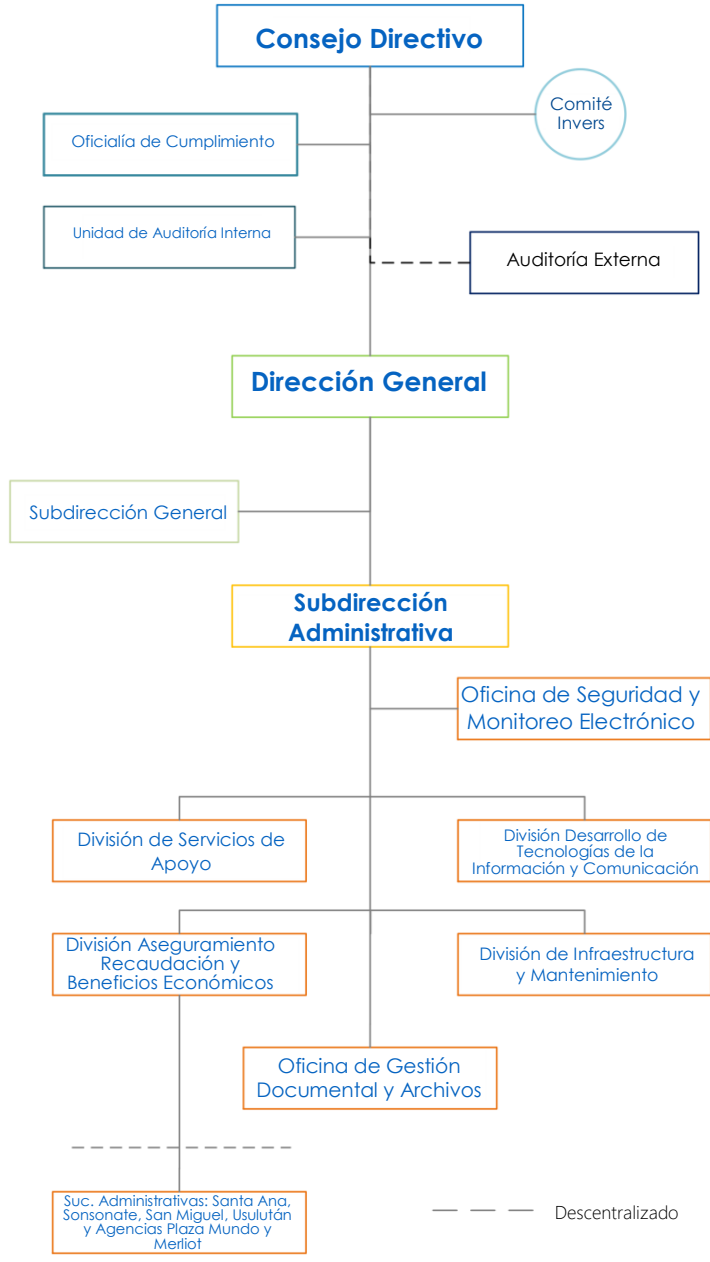 Consejo Directivo
Comité
Invers
Oficialía de Cumplimiento
Unidad de Auditoría Interna
Auditoría Externa
Dirección General
Subdirección General
Subdirección
Administrativa
Oficina de Seguridad y
Monitoreo Electrónico
División de Servicios de
Apoyo
División Desarrollo de
Tecnologías de la
Información y Comunicación
División Aseguramiento
Recaudación y
Beneficios Económicos
División de Infraestructura
y Mantenimiento
Oficina de Gestión
Documental y Archivos
Suc. Administrativas: Santa Ana,
Sonsonate, San Miguel, Usulután
y Agencias Plaza Mundo y
Merliot
Descentralizado